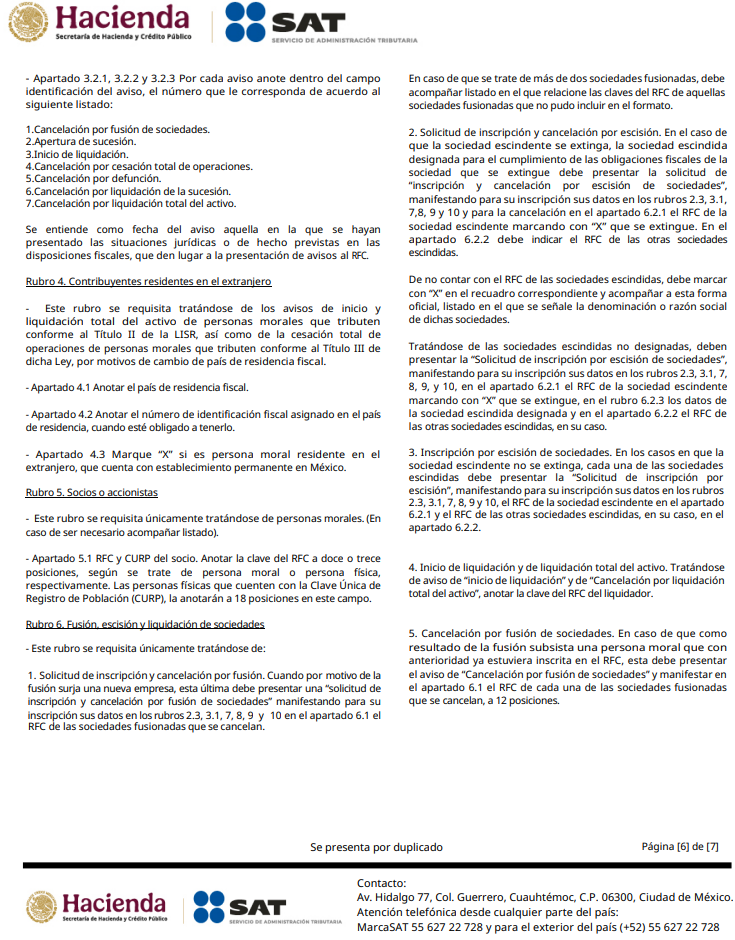 Hacienda
Secretaría de Hacienda y Crédito Público
SAT
SERVICIO DE ADMINISTRACIÓN TRIBUTARIA
- Apartado 3.2.1, 3.2.2 y 3.2.3 Por cada aviso anote dentro del campo
identificación del aviso, el número que le corresponda de acuerdo al
siguiente listado:
1.Cancelación por fusión de sociedades.
2.Apertura de sucesión.
3.Inicio de liquidación.
4.Cancelación por cesación total de operaciones.
5.Cancelación por defunción.
6.Cancelación por liquidación de la sucesión.
7.Cancelación por liquidación total del activo.
Se entiende como fecha del aviso aquella en la que se hayan
presentado las situaciones jurídicas o de hecho previstas en las
disposiciones fiscales, que den lugar a la presentación de avisos al RFC.
Rubro 4. Contribuyentes residentes en el extranjero
- Este rubro se requisita tratándose de los avisos de inicio y
liquidación total del activo de personas morales que tributen
conforme al Título II de la LISR, así como de la cesación total de
operaciones de personas morales que tributen conforme al Título III de
dicha Ley, por motivos de cambio de país de residencia fiscal.
- Apartado 4.1 Anotar el país de residencia fiscal.
- Apartado 4.2 Anotar el número de identificación fiscal asignado en el país
de residencia, cuando esté obligado a tenerlo.
- Apartado 4.3 Marque “X” si es persona moral residente en el
extranjero, que cuenta con establecimiento permanente en México.
Rubro 5. Socios o accionistas
- Este rubro se requisita únicamente tratándose de personas morales. (En
caso de ser necesario acompañar listado).
- Apartado 5.1 RFC y CURP del socio. Anotar la clave del RFC a doce o trece
posiciones, según se trate de persona moral o persona física,
respectivamente. Las personas físicas que cuenten con la Clave Única de
Registro de Población (CURP), la anotarán a 18 posiciones en este campo.
Rubro 6. Fusión, escisión y liquidación de sociedades
- Este rubro se requisita únicamente tratándose de:
1. Solicitud de inscripción y cancelación por fusión. Cuando por motivo de la
fusión surja una nueva empresa, esta última debe presentar una “solicitud de
inscripción y cancelación por fusión de sociedades” manifestando para su
inscripción sus datos en los rubros 2.3, 3.1, 7, 8, 9 y 10 en el apartado 6.1 el
RFC de las sociedades fusionadas que se cancelan.
En caso de que se trate de más de dos sociedades fusionadas, debe
acompañar listado en el que relacione las claves del RFC de aquellas
sociedades fusionadas que no pudo incluir en el formato.
2. Solicitud de inscripción y cancelación por escisión. En el caso de
que la sociedad escindente se extinga, la sociedad escindida
designada para el cumplimiento de las obligaciones fiscales de la
sociedad que se extingue debe presentar la solicitud de
“inscripción y cancelación por escisión de sociedades”,
manifestando para su inscripción sus datos en los rubros 2.3, 3.1,
7,8, 9 y 10 y para la cancelación en el apartado 6.2.1 el RFC de la
sociedad escindente marcando con “X” que se extingue. En el
apartado 6.2.2 debe indicar el RFC de las otras sociedades
escindidas.
De no contar con el RFC de las sociedades escindidas, debe marcar
con “X” en el recuadro correspondiente y acompañar a esta forma
oficial, listado en el que se señale la denominación o razón social
de dichas sociedades.
Tratándose de las sociedades escindidas no designadas, deben
presentar la “Solicitud de inscripción por escisión de sociedades”,
manifestando para su inscripción sus datos en los rubros 2.3, 3.1, 7,
8, 9, y 10, en el apartado 6.2.1 el RFC de la sociedad escindente
marcando con “X” que se extingue, en el rubro 6.2.3 los datos de
la sociedad escindida designada y en el apartado 6.2.2 el RFC de
las otras sociedades escindidas, en su caso.
3. Inscripción por escisión de sociedades. En los casos en que la
sociedad escindente no se extinga, cada una de las sociedades
escindidas debe presentar la “Solicitud de inscripción por
escisión”, manifestando para su inscripción sus datos en los rubros
2.3, 3.1, 7, 8, 9 y 10, el RFC de la sociedad escindente en el apartado
6.2.1 y el RFC de las otras sociedades escindidas, en su caso, en el
apartado 6.2.2.
4. Inicio de liquidación y de liquidación total del activo. Tratándose
de aviso de “inicio de liquidación” y de “Cancelación por liquidación
total del activo”, anotar la clave del RFC del liquidador.
5. Cancelación por fusión de sociedades. En caso de que como
resultado de la fusión subsista una persona moral que con
anterioridad ya estuviera inscrita en el RFC, esta debe presentar
el aviso de “Cancelación por fusión de sociedades” y manifestar en
el apartado 6.1 el RFC de cada una de las sociedades fusionadas
que se cancelan, a 12 posiciones.
Se presenta por duplicado
Página [6] de [7]
Hacienda
Secretaría de Hacienda y Crédito Público
SAT
SERVICIO DE ADMINISTRACIÓN TRIBUTARIA
Contacto:
Av. Hidalgo 77, Col. Guerrero, Cuauhtémoc, C.P. 06300, Ciudad de México.
Atención telefónica desde cualquier parte del país:
MarcaSAT 55 627 22 728 y para el exterior del país (+52) 55 627 22 728